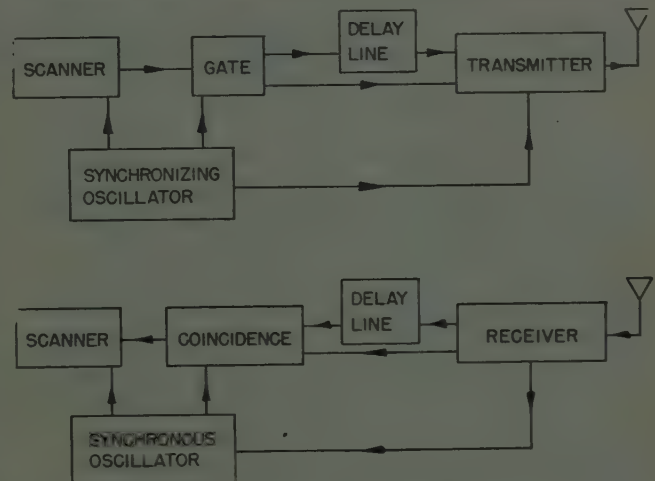 SCANNER
GATE
DELAY
LINE
TRANSMITTER
SYNCHRONIZING
OSCILLATOR
SCANNER
COINCIDENCE
DELAY
LINE
RECEIVER
SYNCHRONOUS
OSCILLATOR